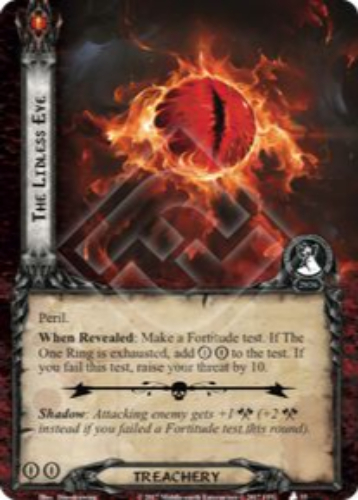 THE LIDLESS EYE
Peril.
When Revealed: Make a Fortitude test. If The
One Ring is exhausted, add to the test. If
you fail this test, raise your threat by 10.
Shadow: Attacking enemy gets +1 (+2
instead if you failed a Fortitude test this round).
TREACHERY